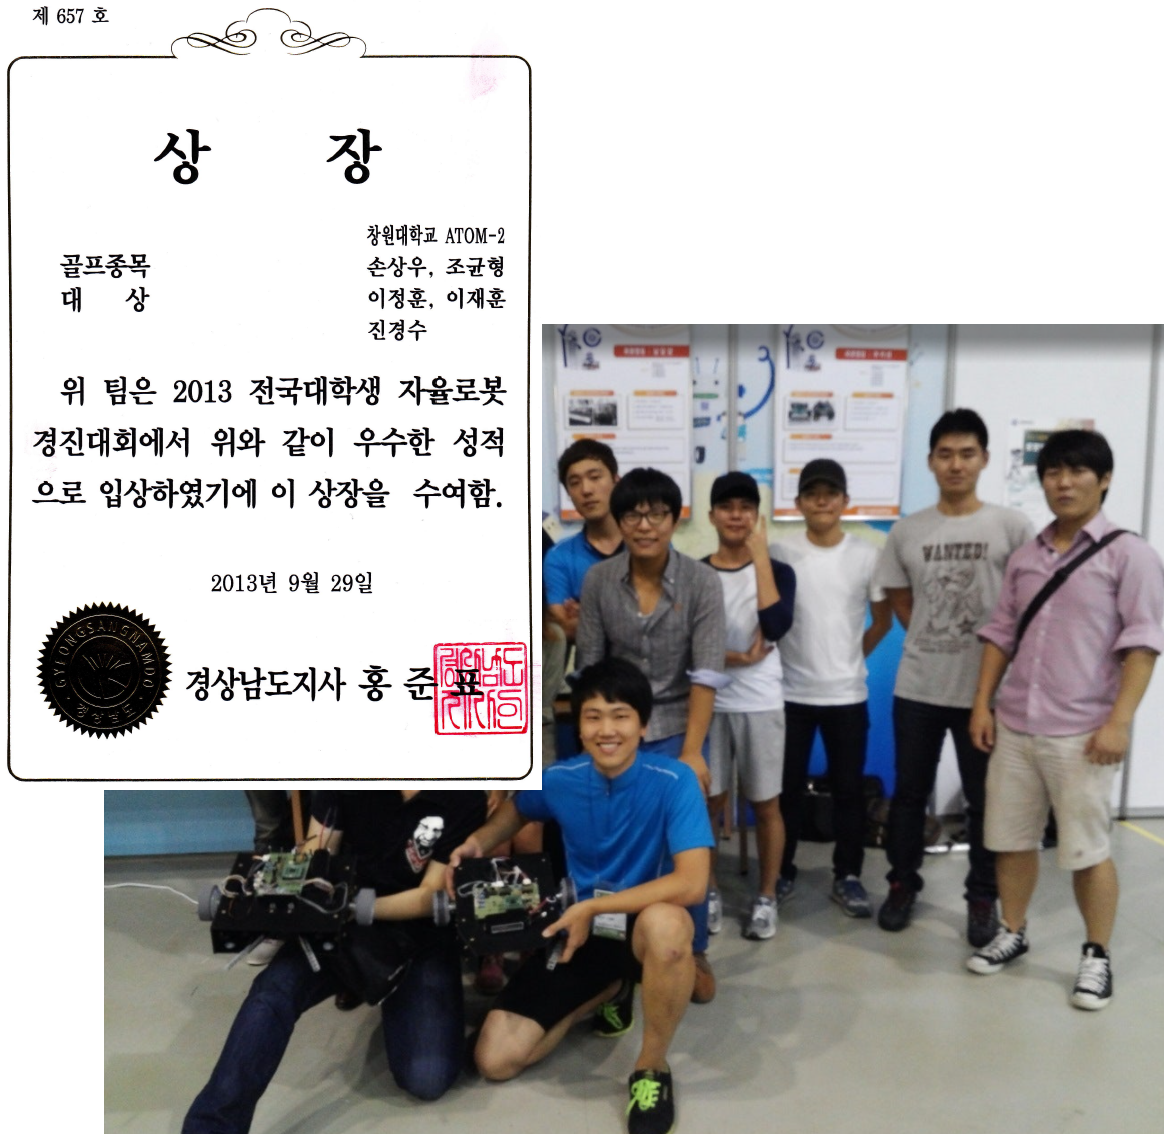 제 657 호
상 장
창원대학교 ATOM-2
골프종목 손상우, 조균형
대 상 이정훈, 이재훈
진경수
위 팀은 2013 전국대학생 자율로봇
경진대회에서 위와 같이 우수한 성적
으로 입상하였기에 이 상장을 수여함.
2013년 9월 29일
GYEONGSANGNAMDO
경상남도
경상남도지사 홍 준 표
WANTED!